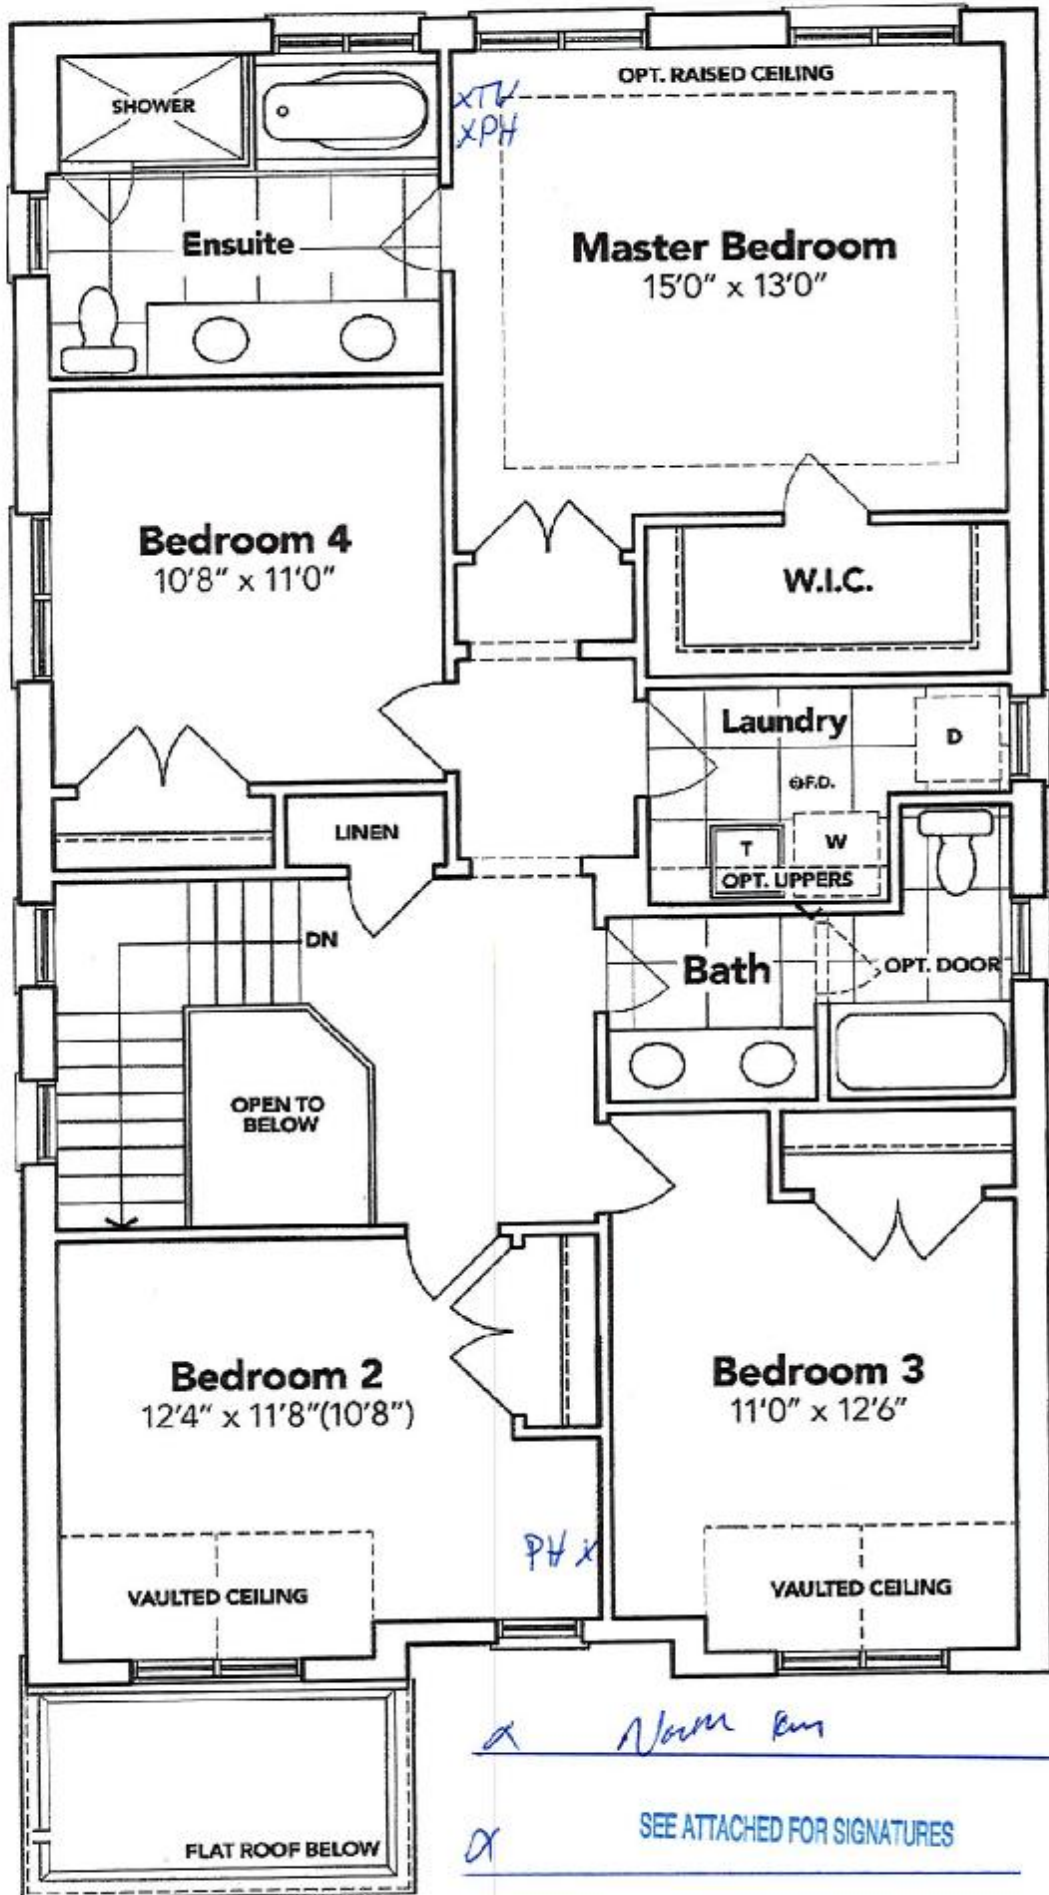 OPT. RAISED CEILING
SHOWER
xTV
xPH
Ensuite
Master Bedroom
15'0" x 13'0"
Bedroom 4
10'8" x 11'0"
W.I.C.
Laundry
D
F.D.
LINEN
T
W
OPT. UPPERS
DN
Bath
OPT. DOOR
OPEN TO
BELOW
Bedroom 2
12'4" x 11'8"(10'8")
Bedroom 3
11'0" x 12'6"
PH x
VAULTED CEILING
VAULTED CEILING
x
SEE ATTACHED FOR SIGNATURES
x
FLAT ROOF BELOW